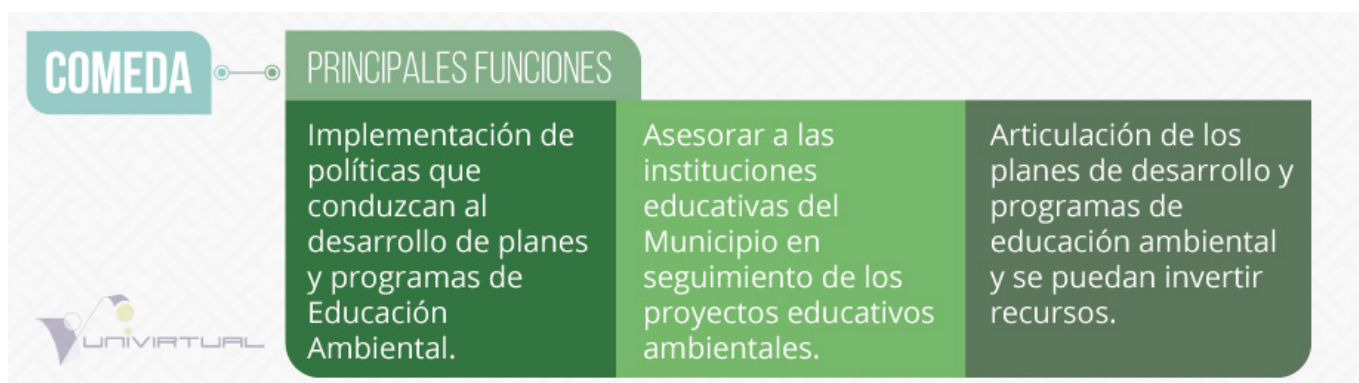 COMEDA
PRINCIPALES FUNCIONES
Implementación de
políticas que
conduzcan al
desarrollo de planes
y programas de
Educación
Ambiental.
Asesorar a las
instituciones
educativas del
Municipio en
seguimiento de los
proyectos educativos
ambientales.
Articulación de los
planes de desarrollo y
programas de
educación ambiental
y se puedan invertir
recursos.
UNIVIRTUAL